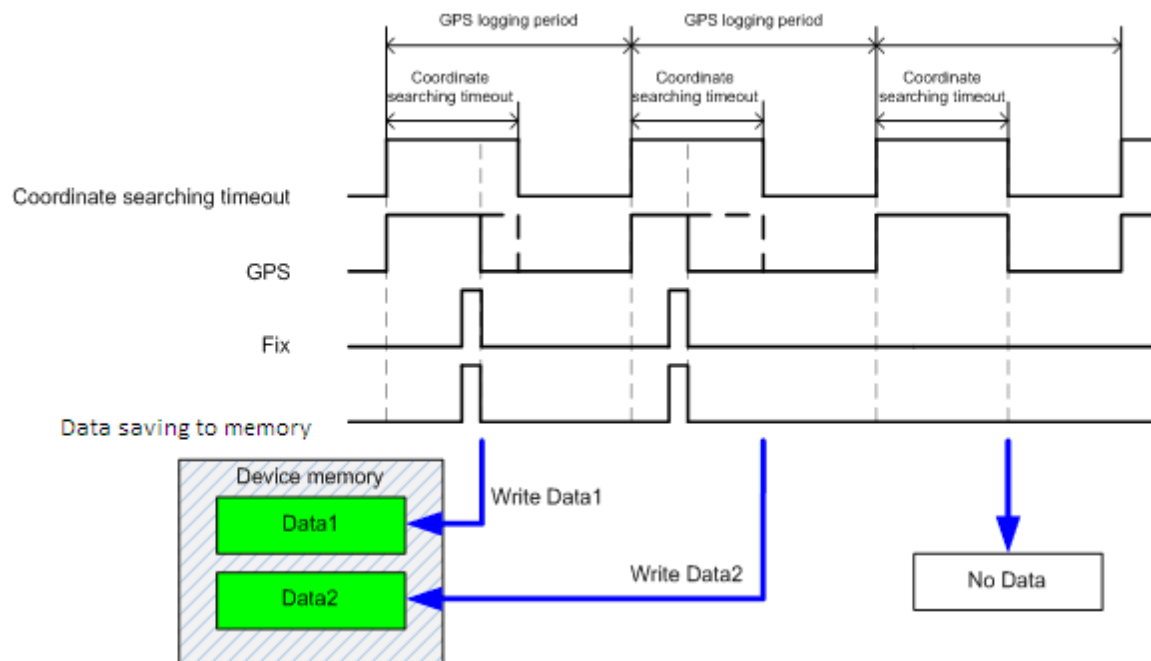 GPS logging period
GPS logging period
Coordinate
searching timeout
Coordinate
searching timeout
Coordinate
searching timeout
Coordinate searching timeout
GPS
Fix
Data saving to memory
Device memory
Data1
Write Data1
Data2
Write Data2
No Data